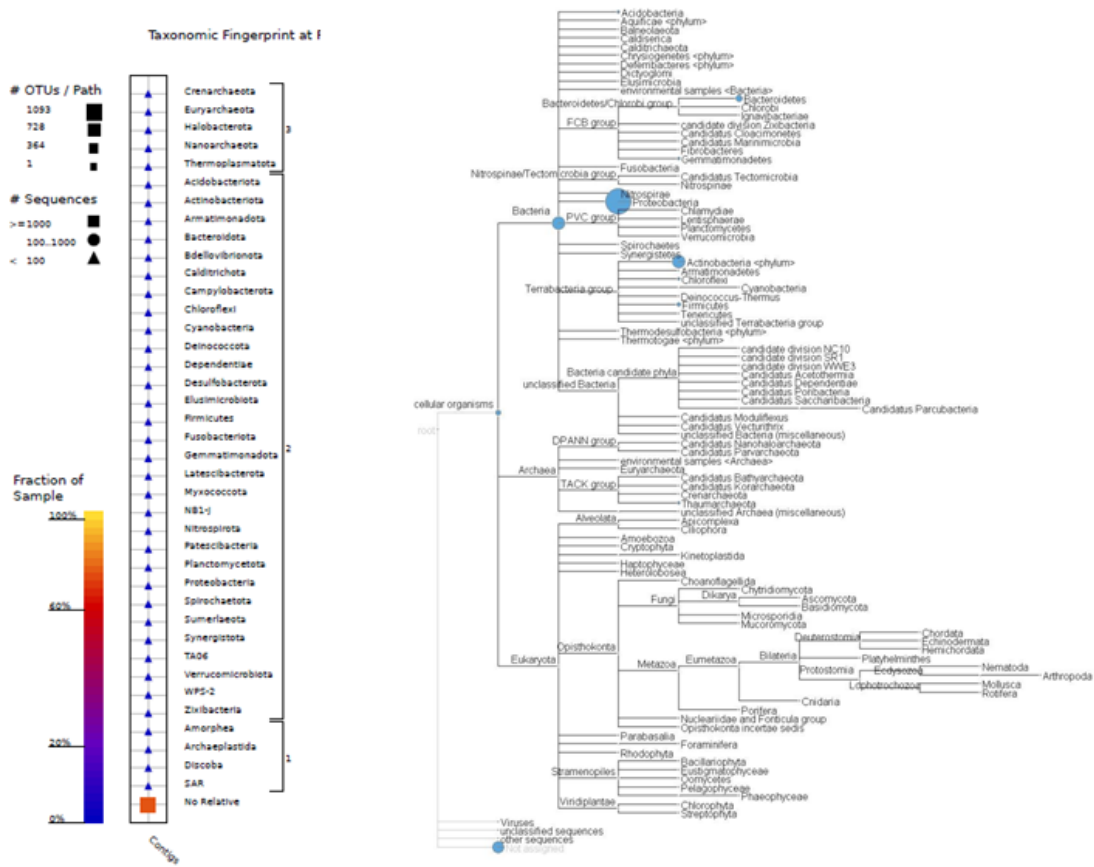 Taxonomic Fingerprint at
# OTUs / Path
1093
728
364
1
# Sequences
>=1000
100..1000
< 100
Fraction of
Sample
100%
60%
20%
0%
Crenarchaeota
Euryarchaeota
Halobacterota
Nanoarchaeota
Thermoplasmatota
3
Acidobacteriota
Actinobacteriota
Armatimonadota
Bacteroidota
Bdellovibrionota
Calditrichota
Campylobacterota
Chloroflexi
Cyanobacteria
Deinococcota
Dependentiae
Desulfobacterota
Elusimicrobiota
Firmicutes
Fusobacteriota
Gemmatimonadota
Latescibacterota
Myxococcota
NB1-J
Nitrospirota
Patescibacteria
Planctomycetota
Proteobacteria
Spirochaetota
Sumerlaeota
Synergistota
TA06
Verrucomicrobiota
WPS-2
Zixibacteria
2
Amorphea
Archaeplastida
Discoba
SAR
1
No Relative
Contigs
Acidobacteria
Aquificae <phylum>
Balneolaeota
Caldiserica
Calditrichaeota
Chrysiogenetes <phylum>
Deferribacteres <phylum>
Dictyoglomi
Elusimicrobia
environmental samples <Bacteria>
Bacteroidetes/Chlorobi group
Bacteroidetes
Chlorobi
Ignavibacteriae
FCB group
candidate division Zixibacteria
Candidatus Cloacimonetes
Candidatus Marinimicrobia
Fibrobacteres
Gemmatimonadetes
Fusobacteria
Nitrospinae/Tectomicrobia group
Candidatus Tectomicrobia
Nitrospinae
Nitrospirae
Proteobacteria
Bacteria
PVC group
Chlamydiae
Lentisphaerae
Planctomycetes
Verrucomicrobia
Spirochaetes
Synergistetes
Actinobacteria <phylum>
Armatimonadetes
Chloroflexi
Terrabacteria group
Cyanobacteria
Deinococcus-Thermus
Firmicutes
Tenericutes
unclassified Terrabacteria group
Thermodesulfobacteria <phylum>
Thermotogae <phylum>
candidate division NC10
candidate division SR1
candidate division WWE3
Bacteria candidate phyla
Candidatus Acetothermia
Candidatus Dependentiae
unclassified Bacteria
Candidatus Poribacteria
Candidatus Saccharibacteria
cellular organisms
Candidatus Parcubacteria
Candidatus Moduliflexus
Candidatus Vecturithrix
root
unclassified Bacteria (miscellaneous)
DPANN group
Candidatus Nanohaloarchaeota
Candidatus Parvarchaeota
environmental samples <Archaea>
Archaea
Euryarchaeota
TACK group
Candidatus Bathyarchaeota
Candidatus Korarchaeota
Crenarchaeota
Thaumarchaeota
unclassified Archaea (miscellaneous)
Alveolata
Apicomplexa
Ciliophora
Amoebozoa
Cryptophyta
Kinetoplastida
Haptophyceae
Heterolobosea
Choanoflagellida
Fungi
Chytridiomycota
Dikarya
Ascomycota
Basidiomycota
Microsporidia
Mucoromycota
Opisthokonta
Eukaryota
Metazoa
Eumetazoa
Bilateria
Deuterostomia
Chordata
Echinodermata
Hemichordata
Platyhelminthes
Protostomia
Ecdysozoa
Nematoda
Arthropoda
Lophotrochozoa
Mollusca
Rotifera
Cnidaria
Porifera
Nucleariidae and Fonticula group
Opisthokonta incertae sedis
Parabasalia
Foraminifera
Rhodophyta
Stramenopiles
Bacillariophyta
Eustigmatophyceae
Oomycetes
Pelagophyceae
Phaeophyceae
Viridiplantae
Chlorophyta
Streptophyta
Viruses
unclassified sequences
other sequences
Not assigned